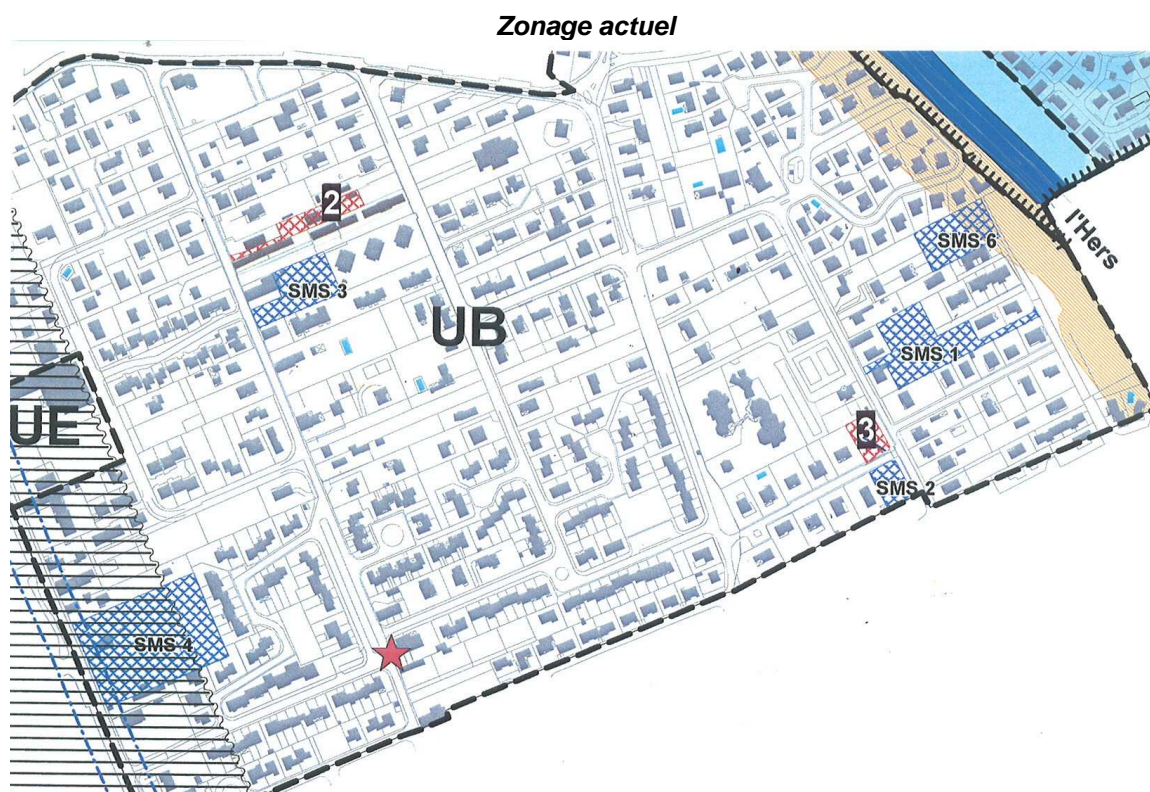 Zonage actuel
2
SMS 6
l'Hers
SMS 3
UB
SMS 1
UE
3
SMS 2
SMS 4